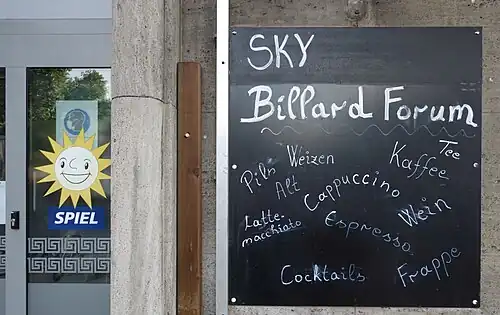 SKY
Billard Forum
Tee
Kaffee
Weizen
Pils
Alt
Cappuccino
Wein
Latte-
macchiato
Espresso
Frappe
Cocktails
SPIEL